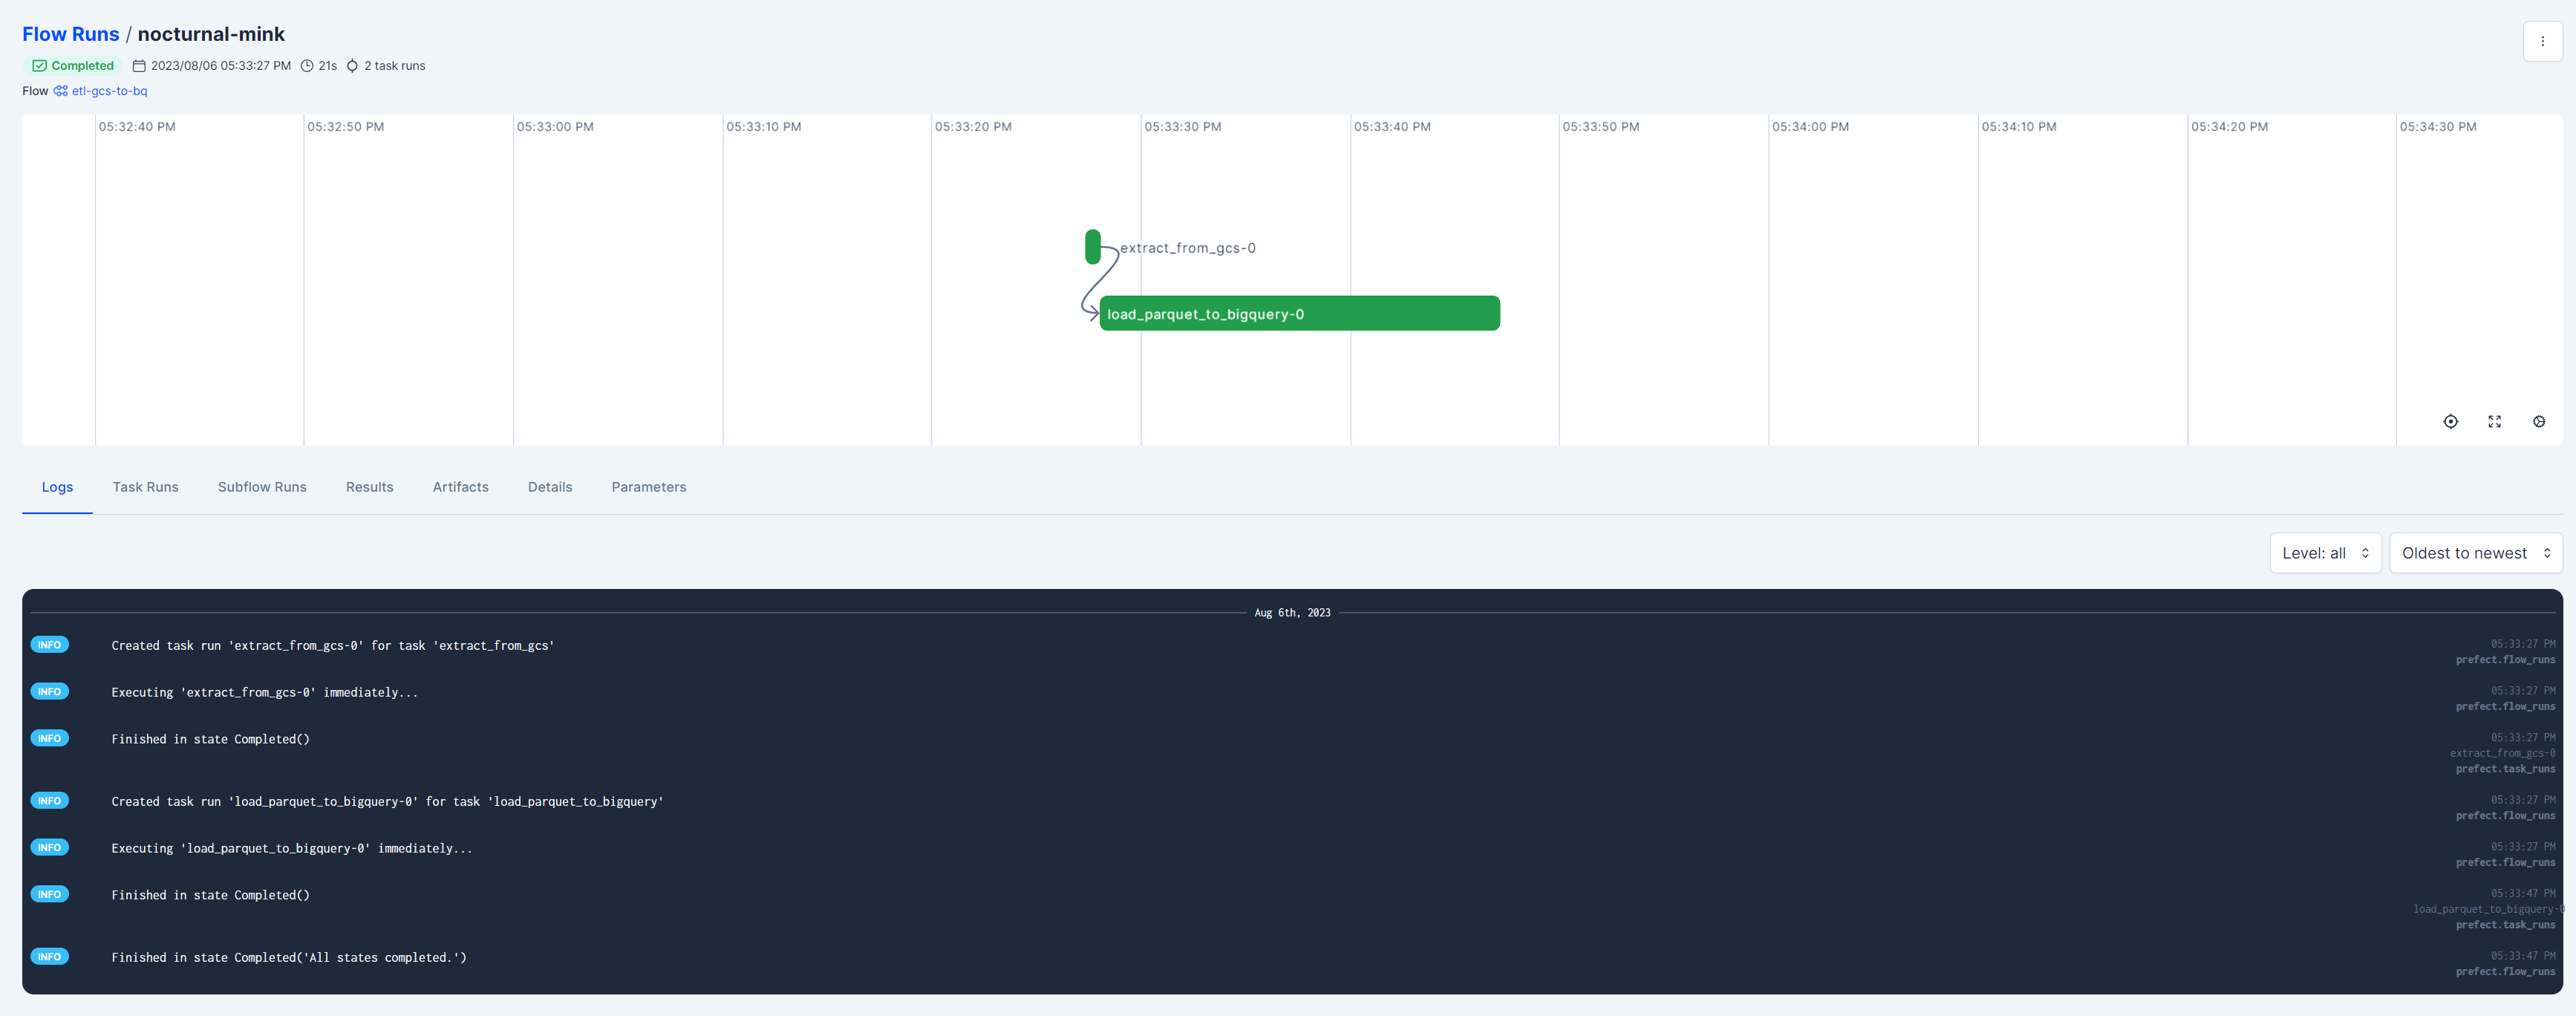 Flow Runs / nocturnal-mink
Completed 2023/08/06 05:33:27 PM 21s 2 task runs
Flow etl-gcs-to-bq
05:32:40 PM 05:32:50 PM 05:33:00 PM 05:33:10 PM 05:33:20 PM 05:33:30 PM 05:33:40 PM 05:33:50 PM 05:34:00 PM 05:34:10 PM 05:34:20 PM 05:34:30 PM
extract_from_gcs-0
load_parquet_to_bigquery-0
Logs Task Runs Subflow Runs Results Artifacts Details Parameters
Level: all Oldest to newest
Aug 6th, 2023
INFO Created task run 'extract_from_gcs-0' for task 'extract_from_gcs' 05:33:27 PM
prefect.flow_runs
INFO Executing 'extract_from_gcs-0' immediately... 05:33:27 PM
prefect.flow_runs
INFO Finished in state Completed() 05:33:27 PM
extract_from_gcs-0
prefect.task_runs
INFO Created task run 'load_parquet_to_bigquery-0' for task 'load_parquet_to_bigquery' 05:33:27 PM
prefect.flow_runs
INFO Executing 'load_parquet_to_bigquery-0' immediately... 05:33:27 PM
prefect.flow_runs
INFO Finished in state Completed() 05:33:47 PM
load_parquet_to_bigquery-0
prefect.task_runs
INFO Finished in state Completed('All states completed.') 05:33:47 PM
prefect.flow_runs